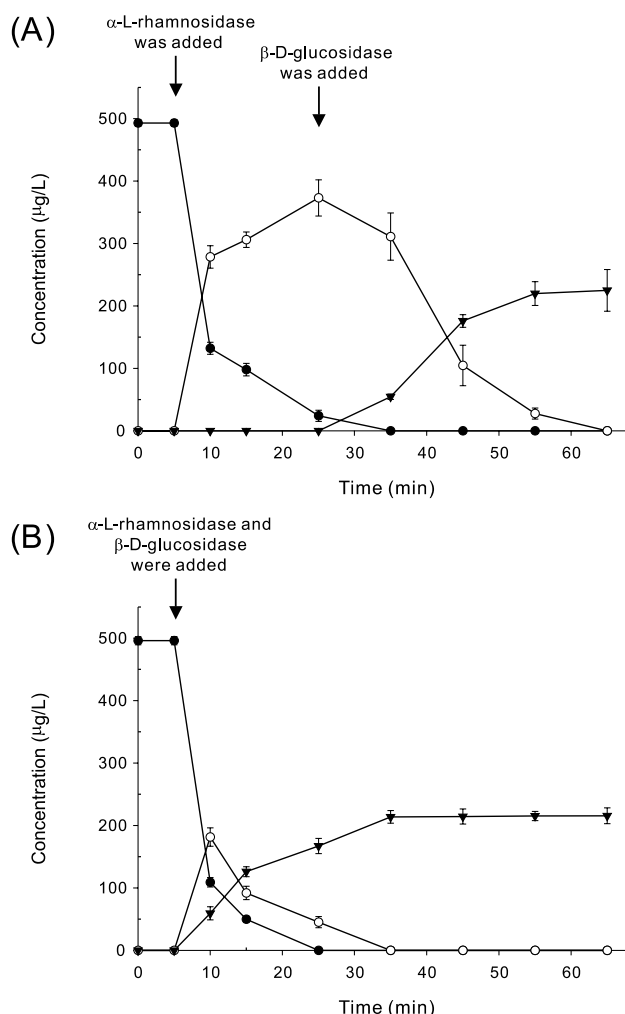 (A)
α-L-rhamnosidase
was added
β-D-glucosidase
was added
500
400
300
200
100
0
Concentration (µg/L)
0 10 20 30 40 50 60
Time (min)
(B)
α-L-rhamnosidase and
β-D-glucosidase
were added
500
400
300
200
100
0
Concentration (µg/L)
0 10 20 30 40 50 60
Time (min)